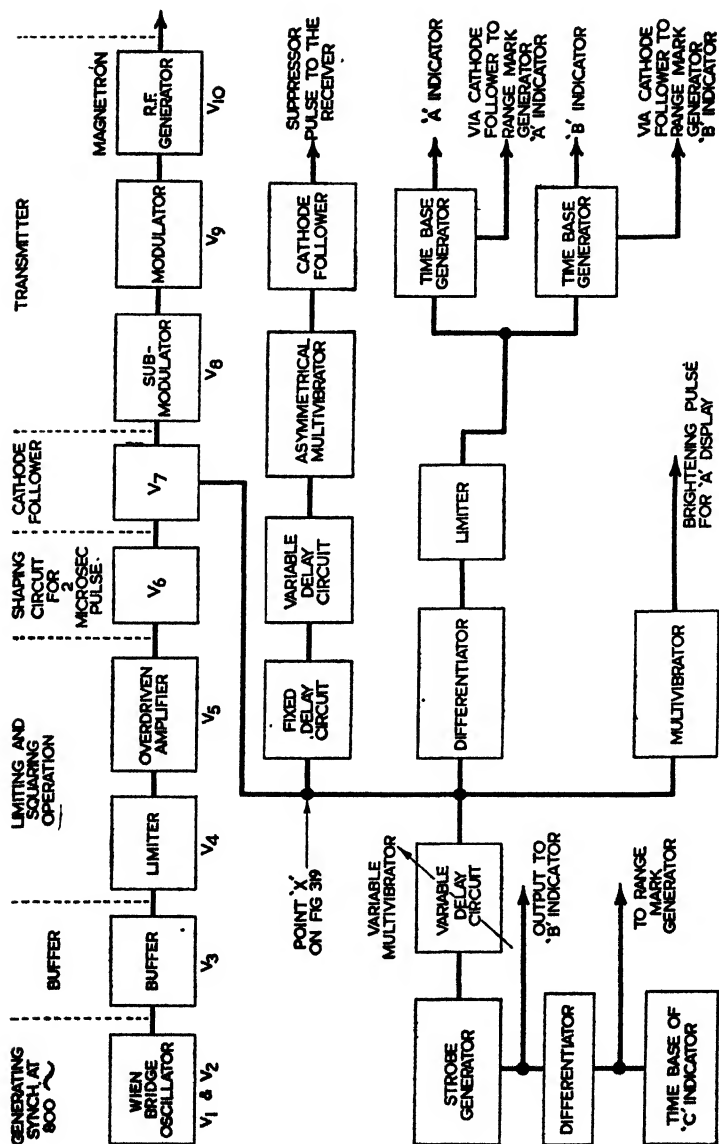 GENERATING
SYNCH AT
800 ~
BUFFER
LIMITING AND
SQUARING
OPERATION
SHAPING
CIRCUIT
FOR
2
MICROSEC
PULSE.
CATHODE
FOLLOWER
TRANSMITTER
MAGNETRON
WIEN
BRIDGE
OSCILLATOR
BUFFER
LIMITER
OVERDRIVEN
AMPLIFIER
V6
V7
SUB-
MODULATOR
MODULATOR
R.F.
GENERATOR
V1 & V2
V3
V4
V5
V8
V9
V10
FIXED
DELAY
CIRCUIT
VARIABLE
DELAY
CIRCUIT
ASYMMETRICAL
MULTIVIBRATOR
CATHODE
FOLLOWER
SUPPRESSOR
PULSE TO THE
RECEIVER
POINT 'X'
ON FIG 319
VARIABLE
MULTIVIBRATOR
STROBE
GENERATOR
VARIABLE
DELAY
CIRCUIT
DIFFERENTIATOR
LIMITER
TIME BASE
GENERATOR
'A' INDICATOR
VIA CATHODE
FOLLOWER TO
RANGE MARK
GENERATOR
'A' INDICATOR
TIME BASE
GENERATOR
'B' INDICATOR
VIA CATHODE
FOLLOWER TO
RANGE MARK
GENERATOR
'B' INDICATOR
OUTPUT TO
'B' INDICATOR
DIFFERENTIATOR
TO RANGE
MARK
GENERATOR
TIME BASE OF
'C' INDICATOR
MULTIVIBRATOR
BRIGHTENING PULSE
FOR 'A' DISPLAY